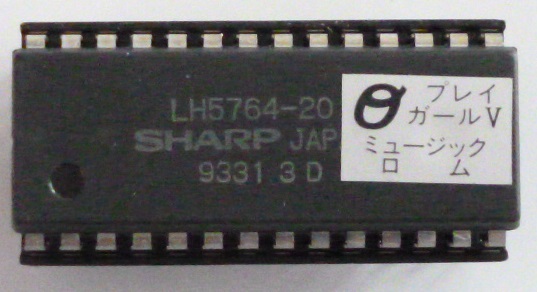 LH5764-20
SHARP JAP
9331 3 D
プレイ
ガールV
ミュージック
ロム